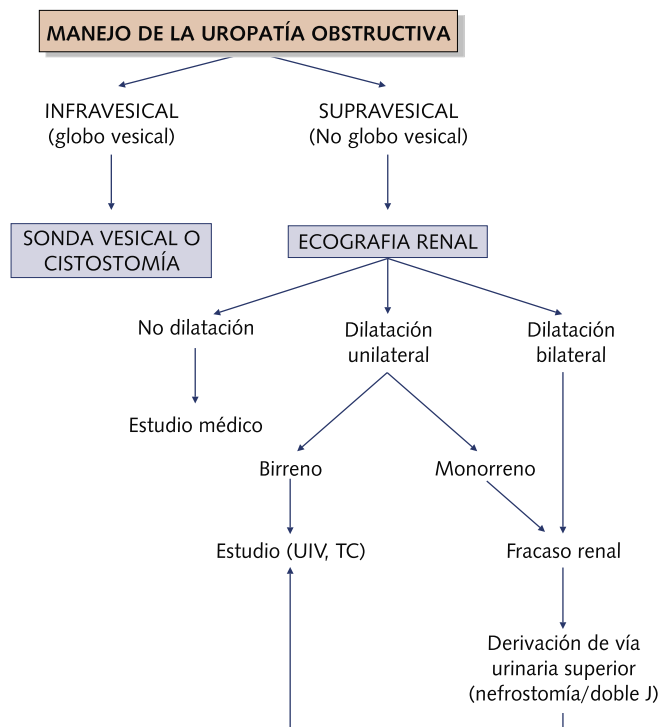 MANEJO DE LA UROPATÍA OBSTRUCTIVA
INFRAVESICAL
(globo vesical)
SUPRAVESICAL
(No globo vesical)
SONDA VESICAL O
CISTOSTOMÍA
ECOGRAFIA RENAL
No dilatación
Dilatación
unilateral
Dilatación
bilateral
Estudio médico
Birreno
Monorreno
Estudio (UIV, TC)
Fracaso renal
Derivación de vía
urinaria superior
(nefrostomía/doble J)